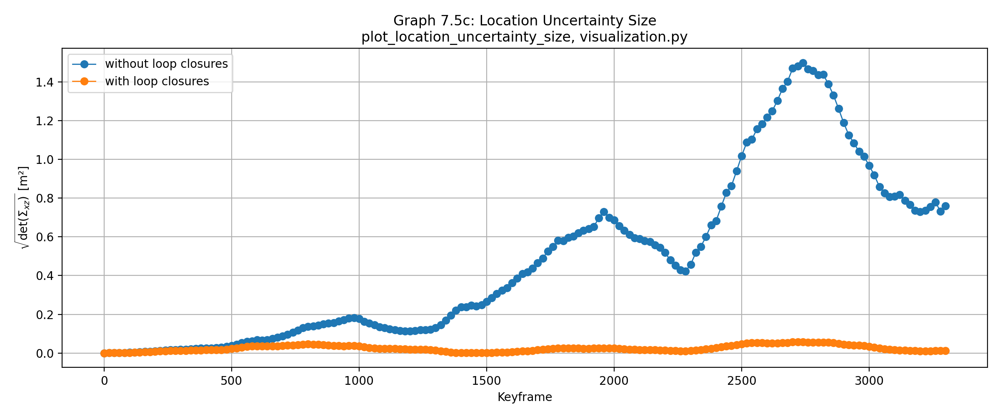 Graph 7.5c: Location Uncertainty Size
plot_location_uncertainty_size, visualization.py
without loop closures
with loop closures
1.4
1.2
1.0
0.8
0.6
0.4
0.2
0.0
√det(Σxz) [m²]
0 500 1000 1500 2000 2500 3000
Keyframe